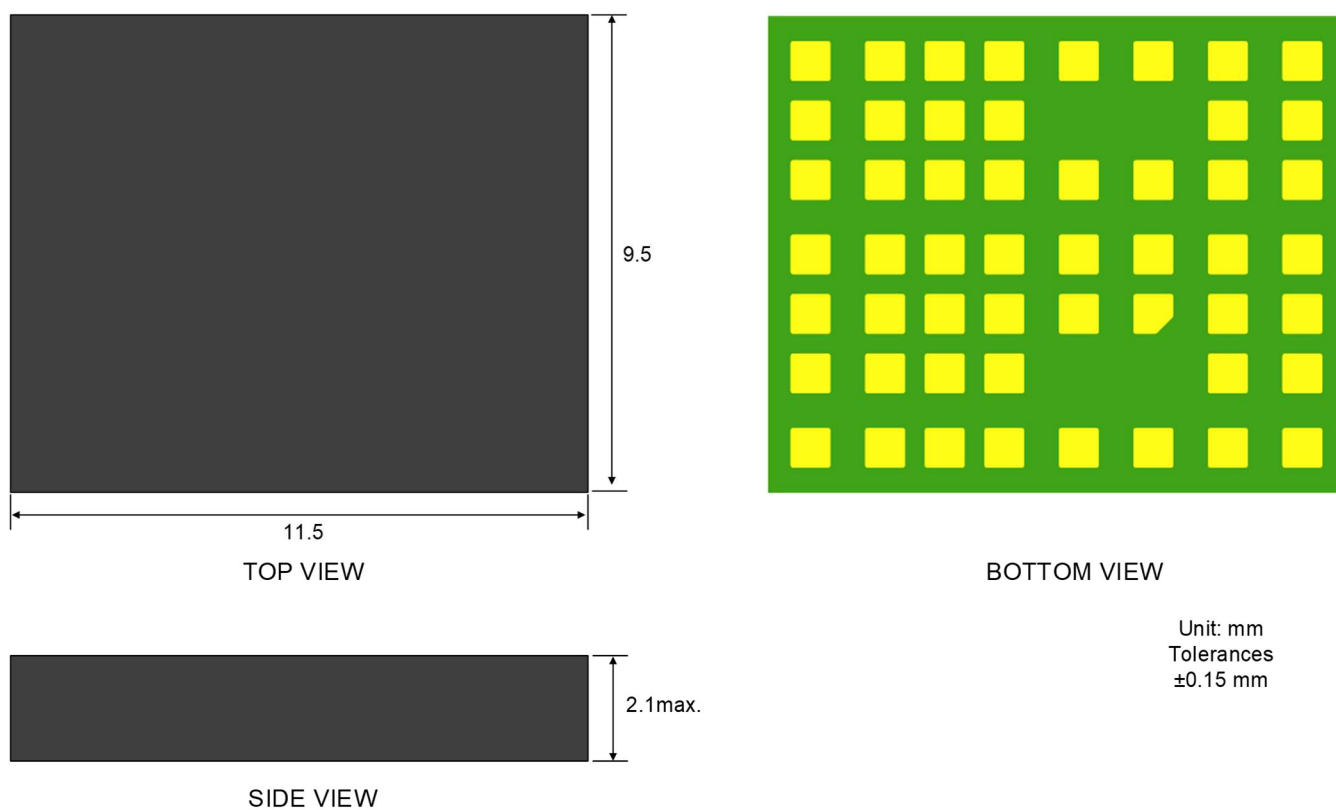 9.5
11.5
TOP VIEW
BOTTOM VIEW
Unit: mm
Tolerances
±0.15 mm
2.1max.
SIDE VIEW